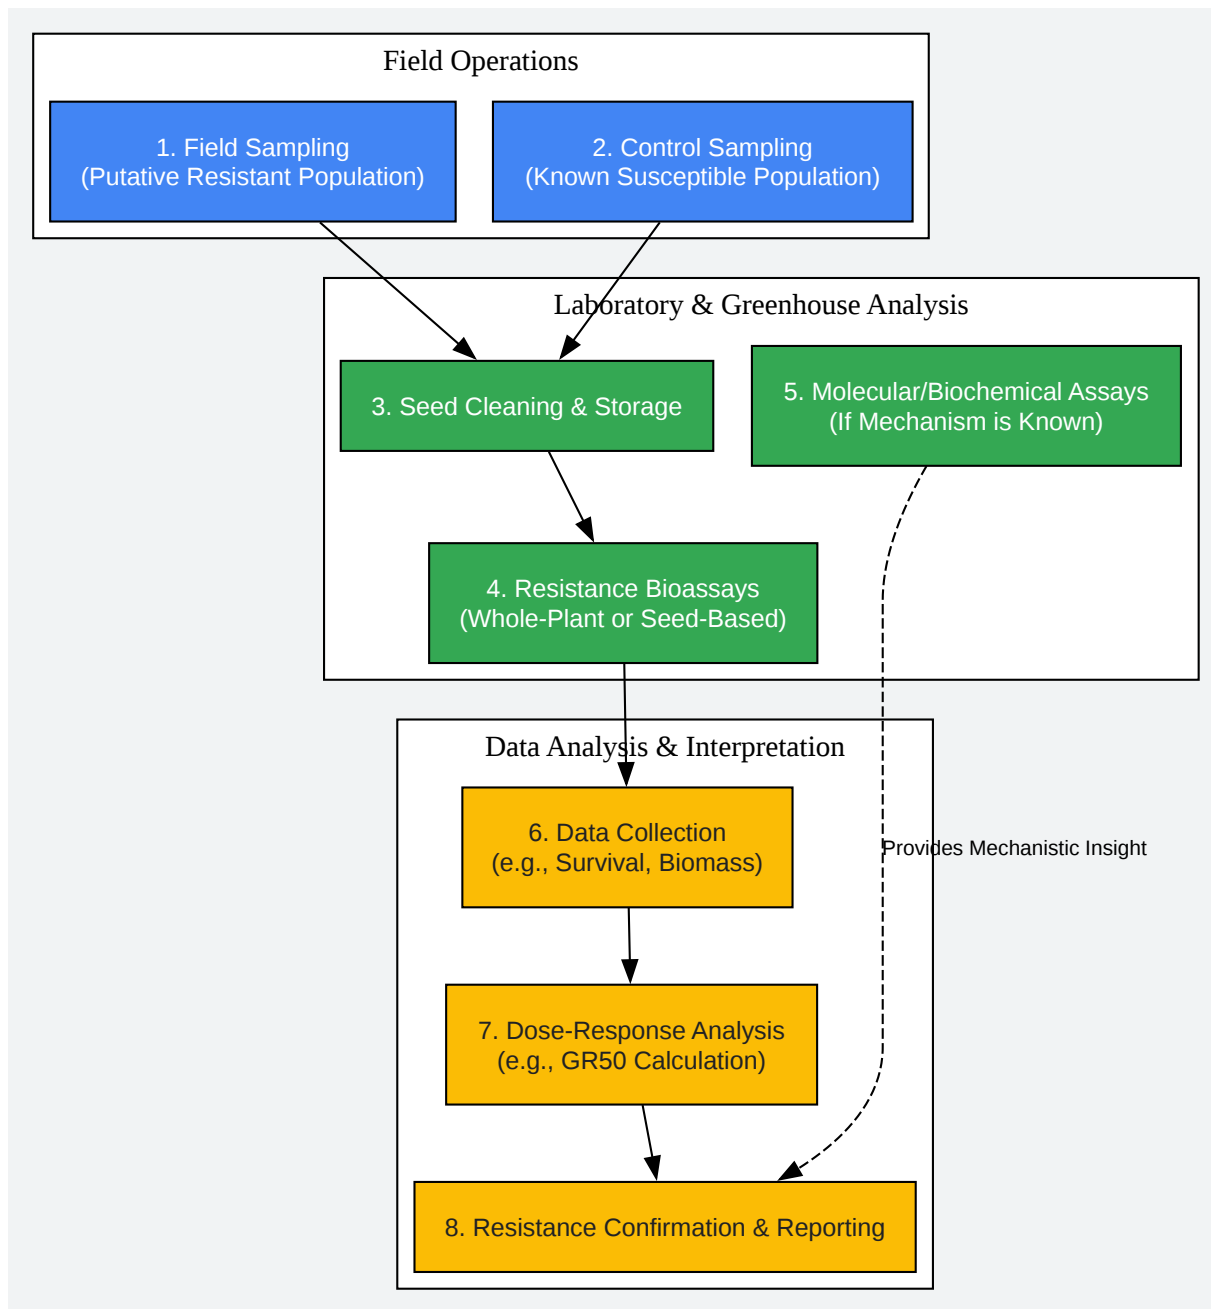 Field Operations
1. Field Sampling
(Putative Resistant Population)
2. Control Sampling
(Known Susceptible Population)
Laboratory & Greenhouse Analysis
3. Seed Cleaning & Storage
5. Molecular/Biochemical Assays
(If Mechanism is Known)
4. Resistance Bioassays
(Whole-Plant or Seed-Based)
Data Analysis & Interpretation
6. Data Collection
(e.g., Survival, Biomass)
Provides Mechanistic Insight
7. Dose-Response Analysis
(e.g., GR50 Calculation)
8. Resistance Confirmation & Reporting